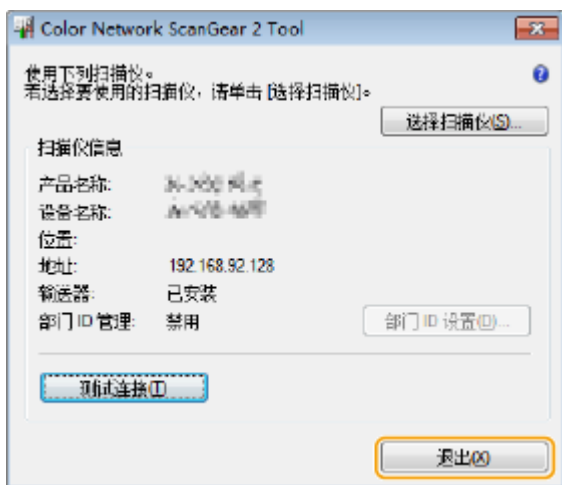 Color Network ScanGear 2 Tool
使用下列扫描仪。
若选择要使用的扫描仪，请单击 [选择扫描仪]。
选择扫描仪(S)...
扫描仪信息
产品名称:
设备名称:
位置:
地址: 192.168.92.128
输送器: 已安装
部门 ID 管理: 禁用
部门 ID 设置(D)...
测试连接(T)
退出(X)